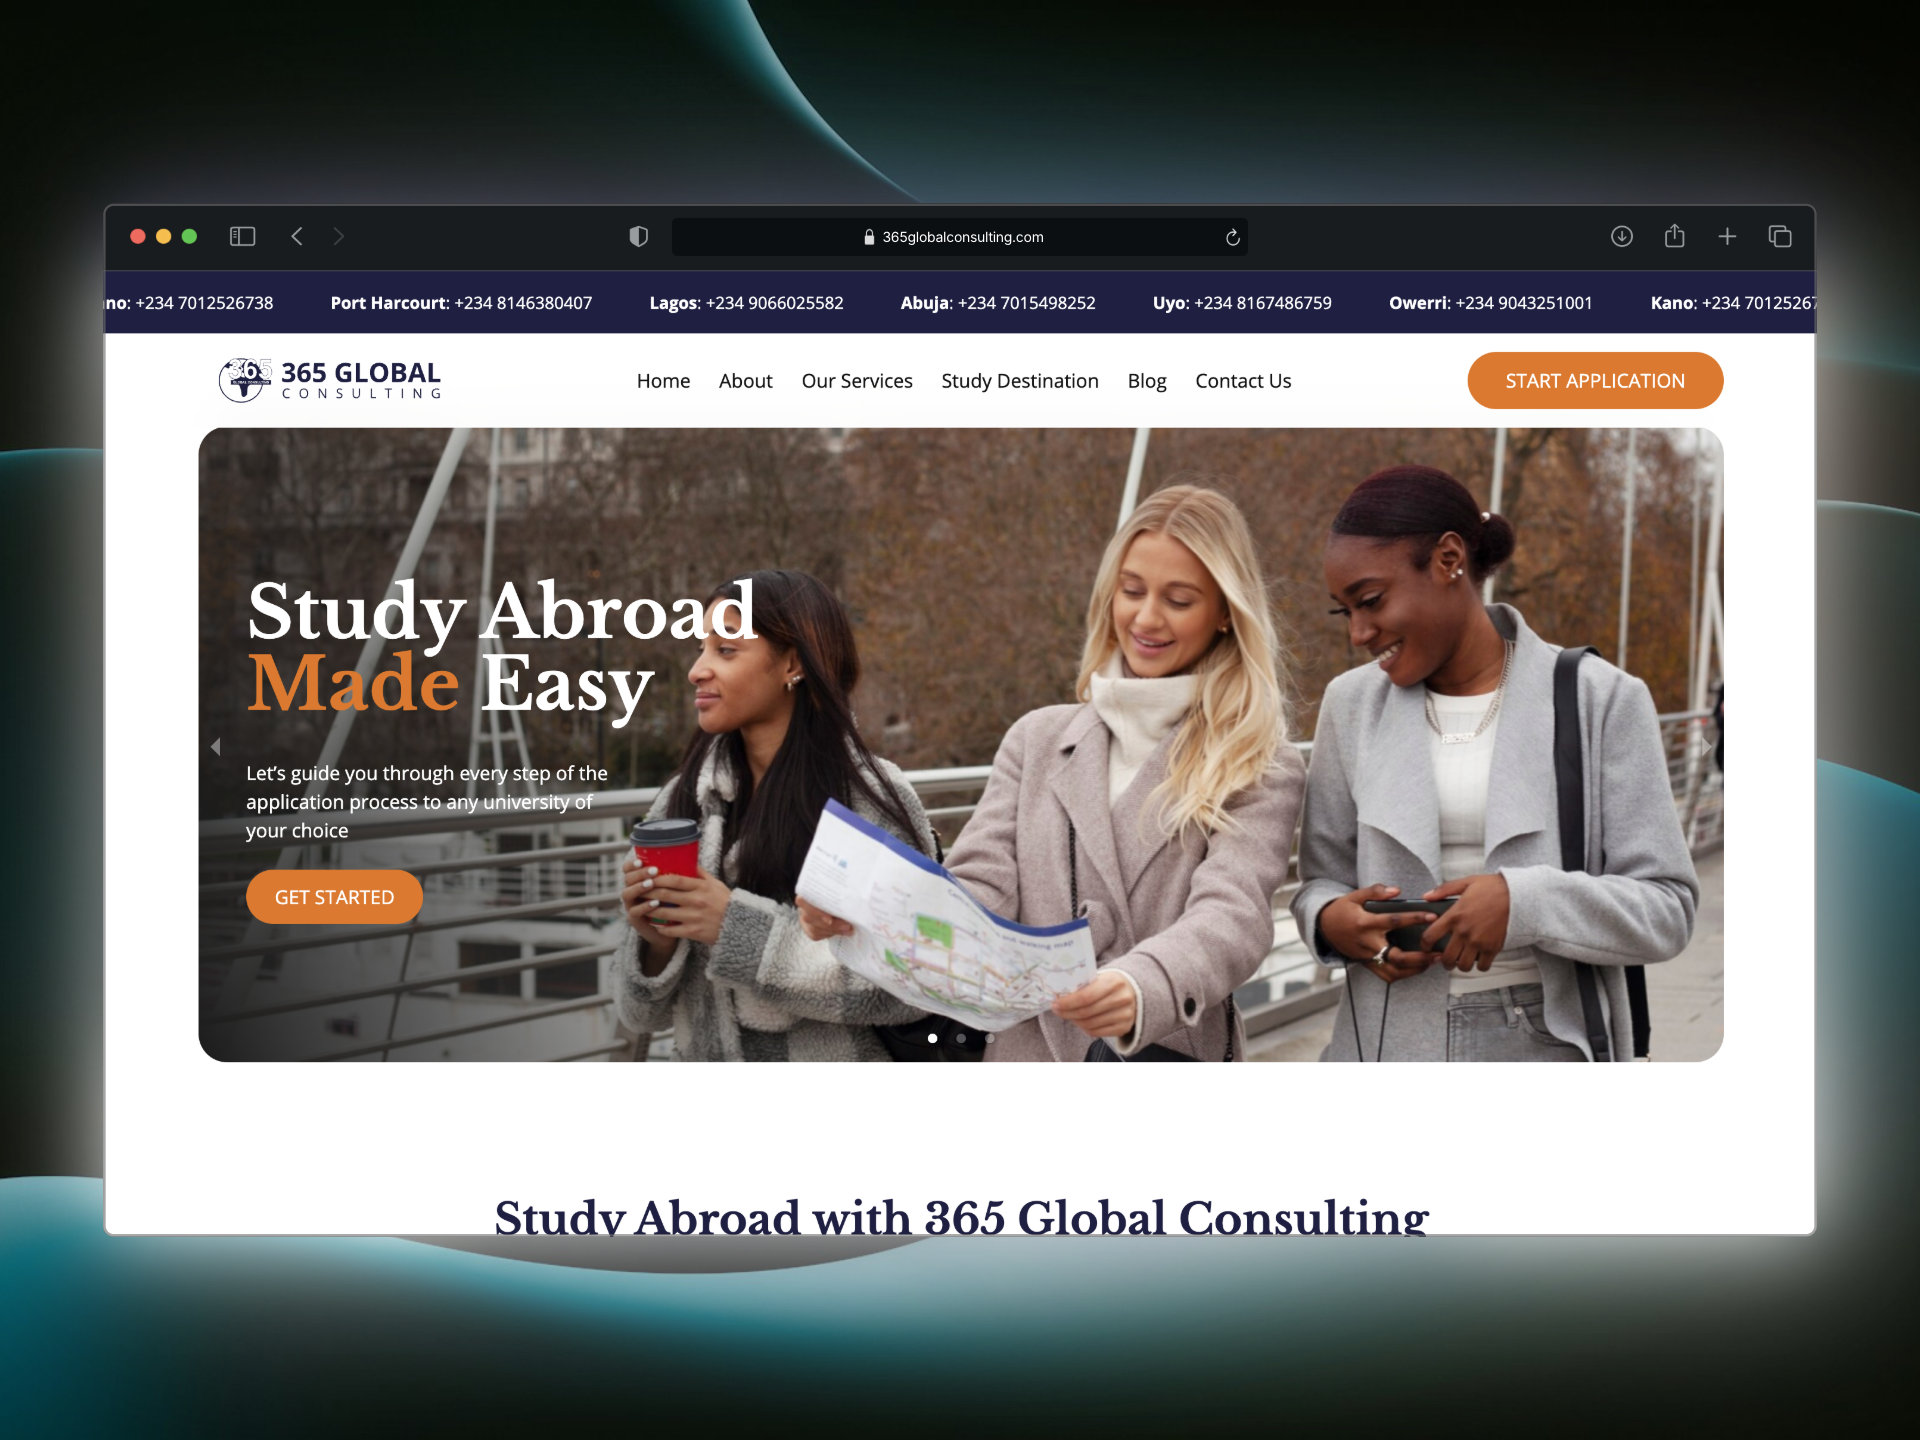 365globalconsulting.com
no: +234 7012526738 Port Harcourt: +234 8146380407 Lagos: +234 9066025582 Abuja: +234 7015498252 Uyo: +234 8167486759 Owerri: +234 9043251001 Kano: +234 70125267
365 365 GLOBAL
CONSULTING
Home About Our Services Study Destination Blog Contact Us
START APPLICATION
Study Abroad
Made Easy
Let's guide you through every step of the
application process to any university of
your choice
GET STARTED
Study Abroad with 365 Global Consulting